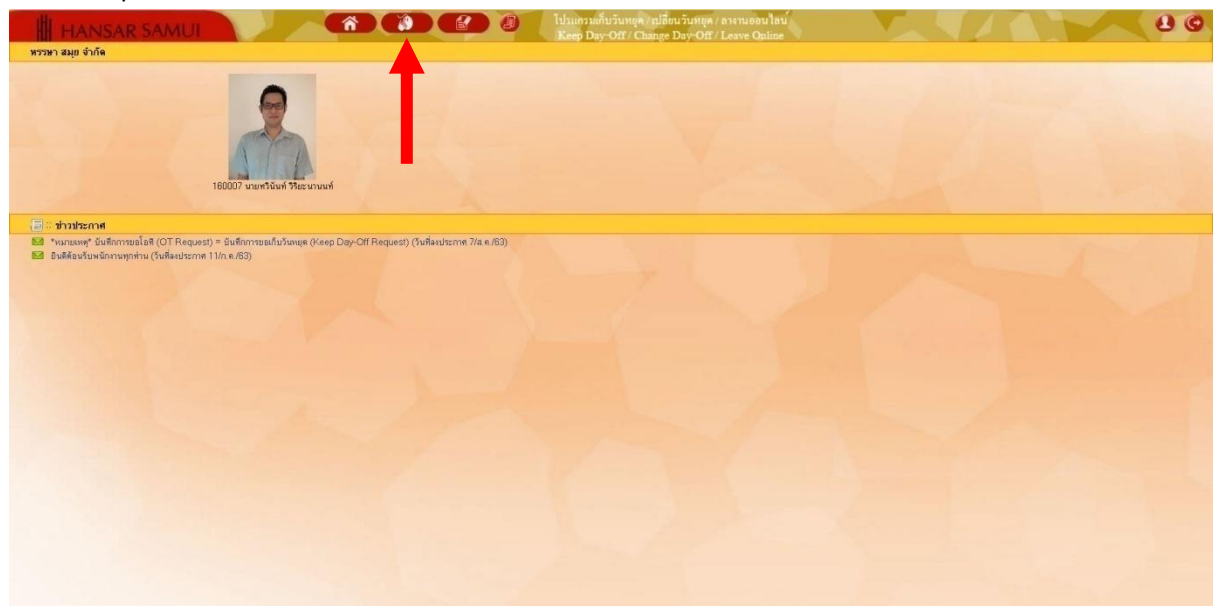 HANSAR SAMUI
โปรแกรมเก็บวันหยุด / เปลี่ยนวันหยุด / ลางานออนไลน์
Keep Day-Off / Change Day-Off / Leave Online
หรรษา สมุย จำกัด
160007 นายทวินันท์ วิริยะนานนท์
:: ข่าวประกาศ
*หมายเหตุ* บันทึกการขอโอที (OT Request) = บันทึกการขอเก็บวันหยุด (Keep Day-Off Request) (วันที่ลงประกาศ 7/ส.ค./63)
ยินดีต้อนรับพนักงานทุกท่าน (วันที่ลงประกาศ 11/ก.ค./63)